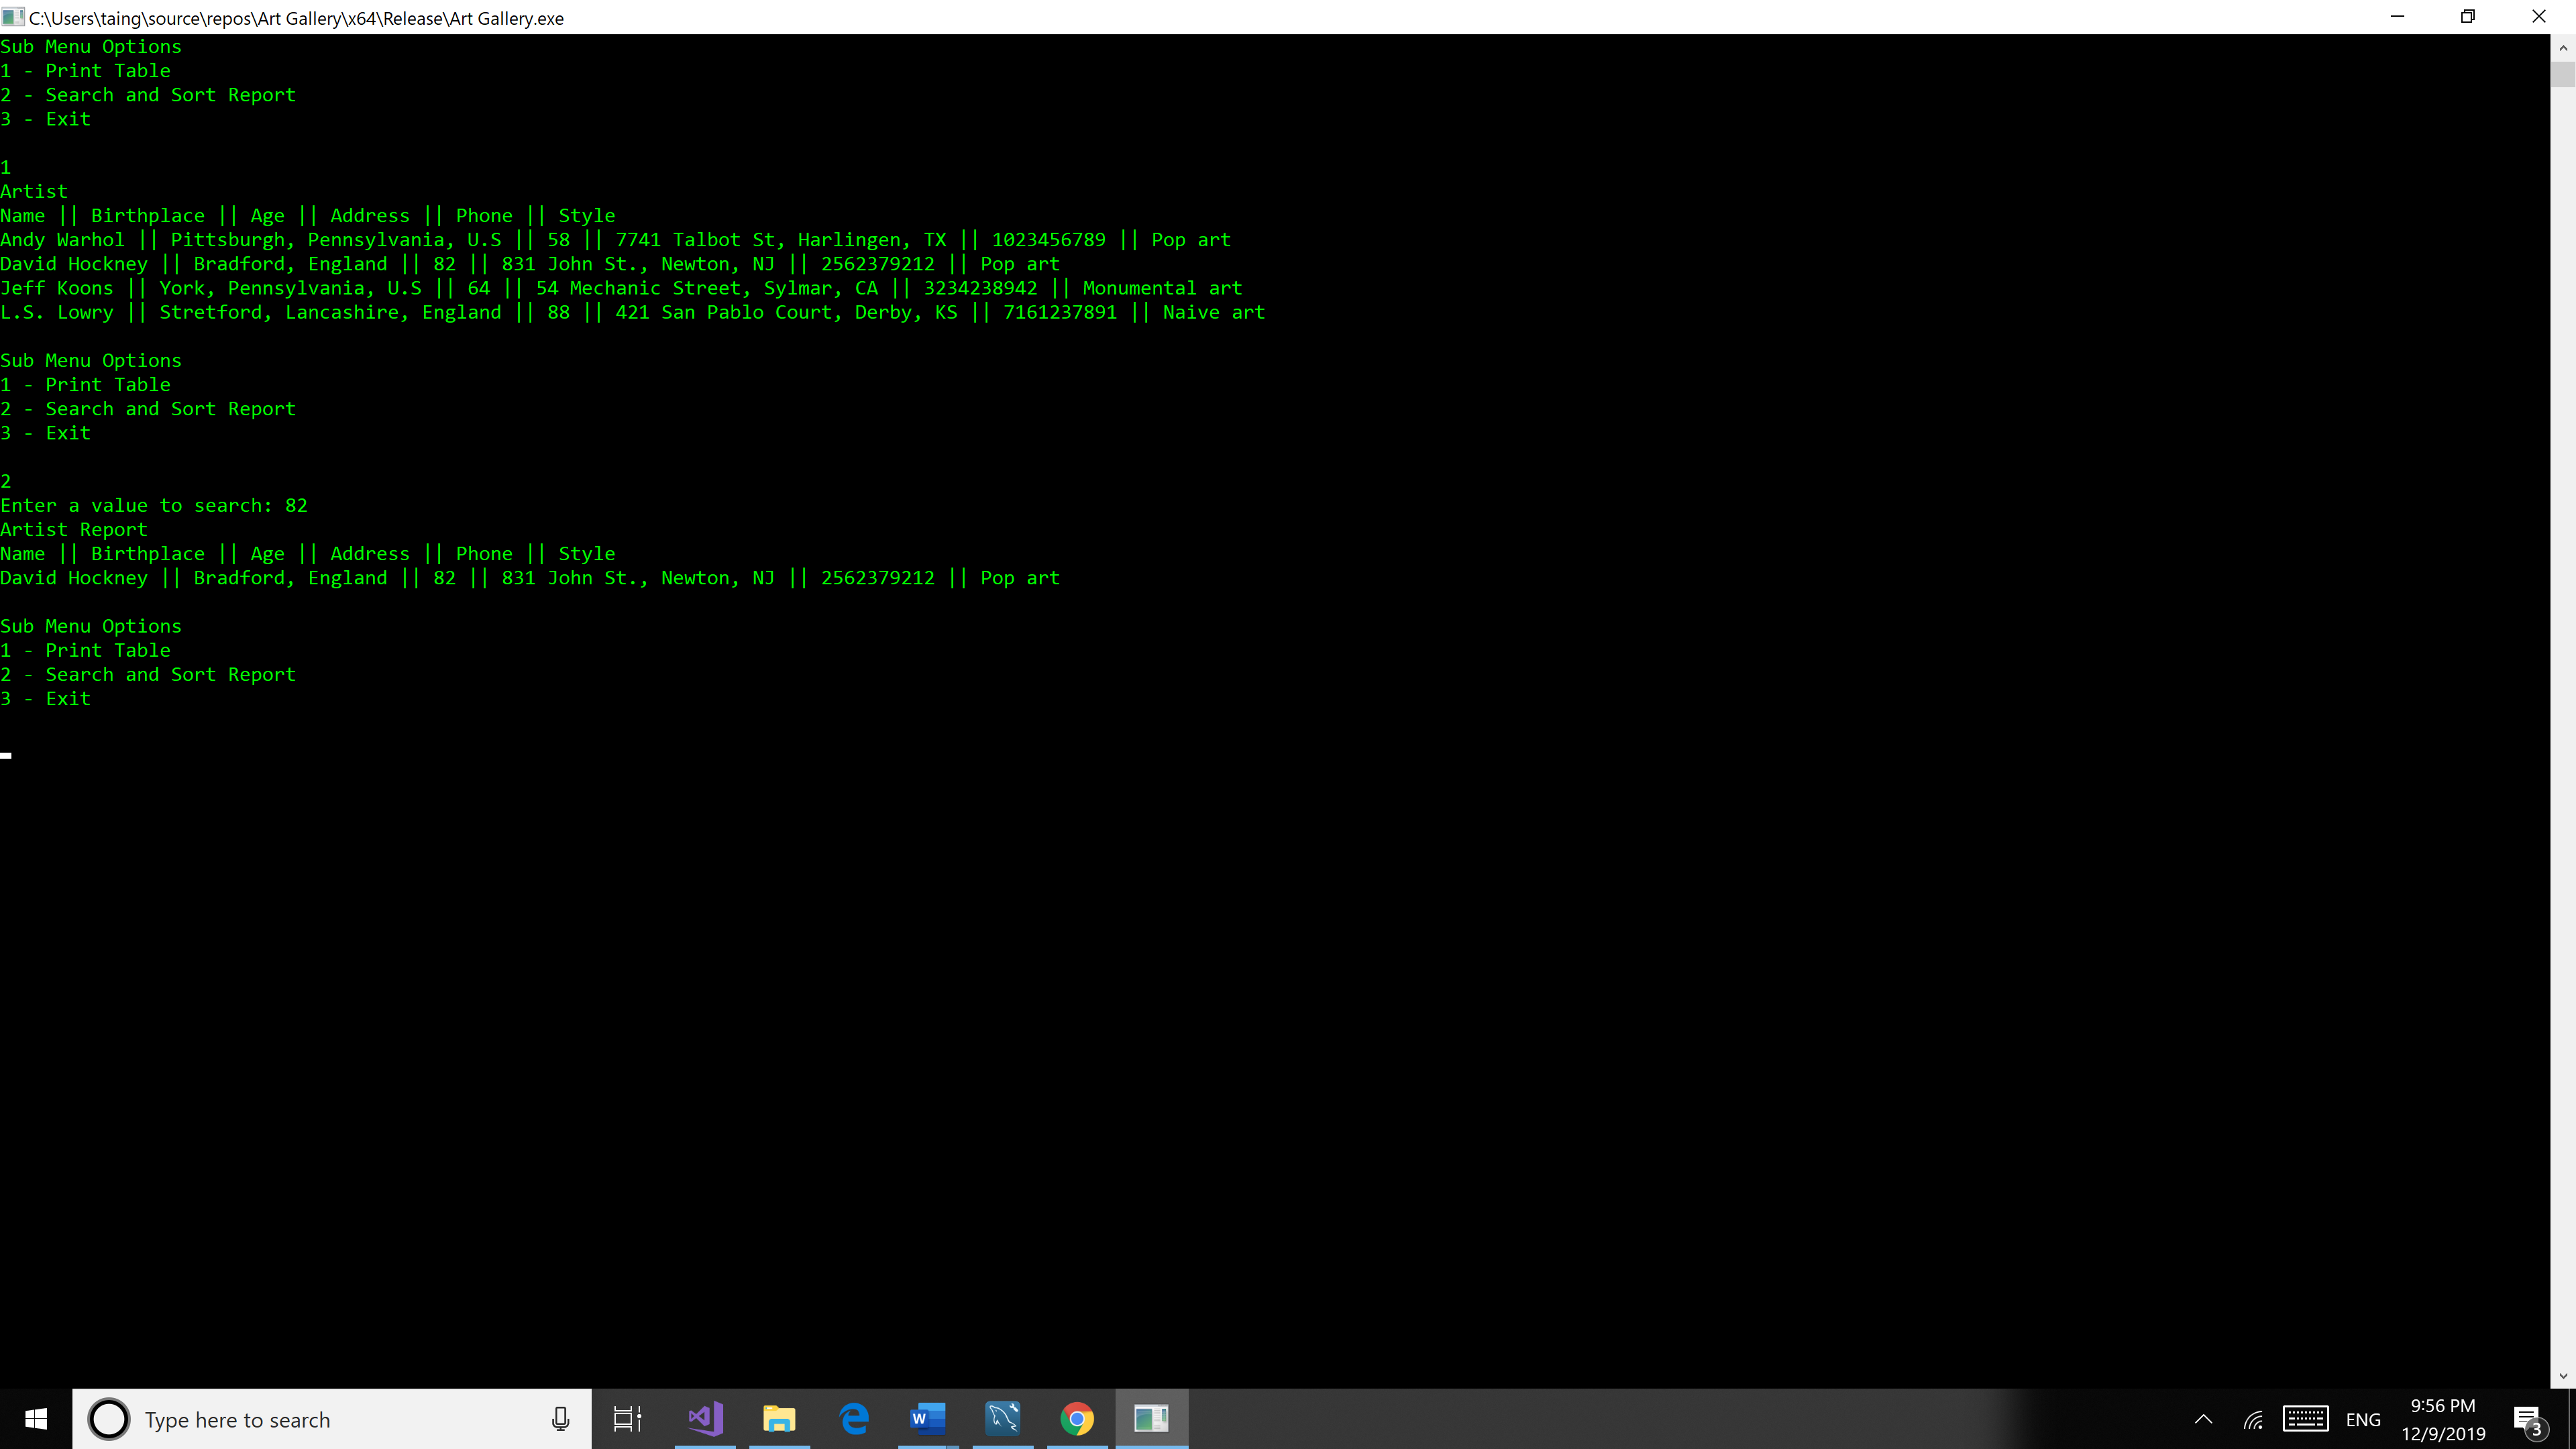 C:\Users\taing\source\repos\Art Gallery\x64\Release\Art Gallery.exe
Sub Menu Options
1 - Print Table
2 - Search and Sort Report
3 - Exit
1
Artist
Name || Birthplace || Age || Address || Phone || Style
Andy Warhol || Pittsburgh, Pennsylvania, U.S || 58 || 7741 Talbot St, Harlingen, TX || 1023456789 || Pop art
David Hockney || Bradford, England || 82 || 831 John St., Newton, NJ || 2562379212 || Pop art
Jeff Koons || York, Pennsylvania, U.S || 64 || 54 Mechanic Street, Sylmar, CA || 3234238942 || Monumental art
L.S. Lowry || Stretford, Lancashire, England || 88 || 421 San Pablo Court, Derby, KS || 7161237891 || Naive art
Sub Menu Options
1 - Print Table
2 - Search and Sort Report
3 - Exit
2
Enter a value to search: 82
Artist Report
Name || Birthplace || Age || Address || Phone || Style
David Hockney || Bradford, England || 82 || 831 John St., Newton, NJ || 2562379212 || Pop art
Sub Menu Options
1 - Print Table
2 - Search and Sort Report
3 - Exit
Type here to search
W
ENG
9:56 PM
12/9/2019
3